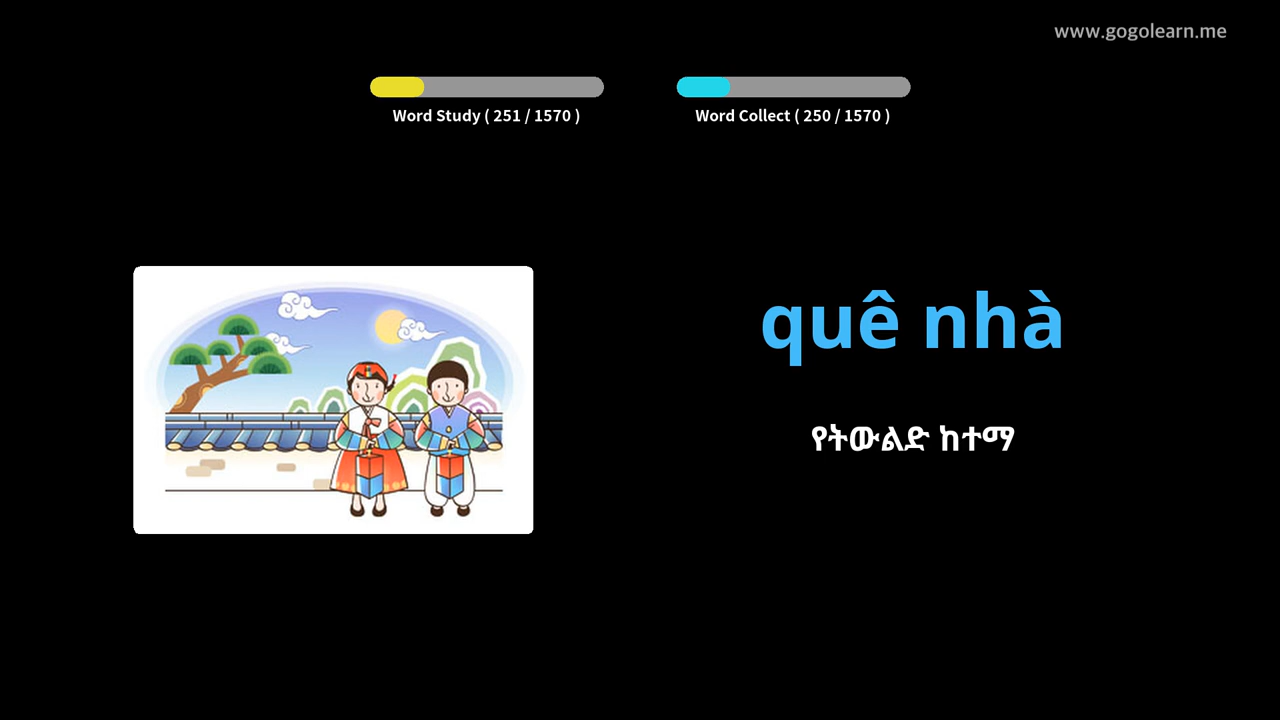 www.gogolearn.me
Word Study ( 251 / 1570 )
Word Collect ( 250 / 1570 )
quê nhà
የትውልድ ከተማ